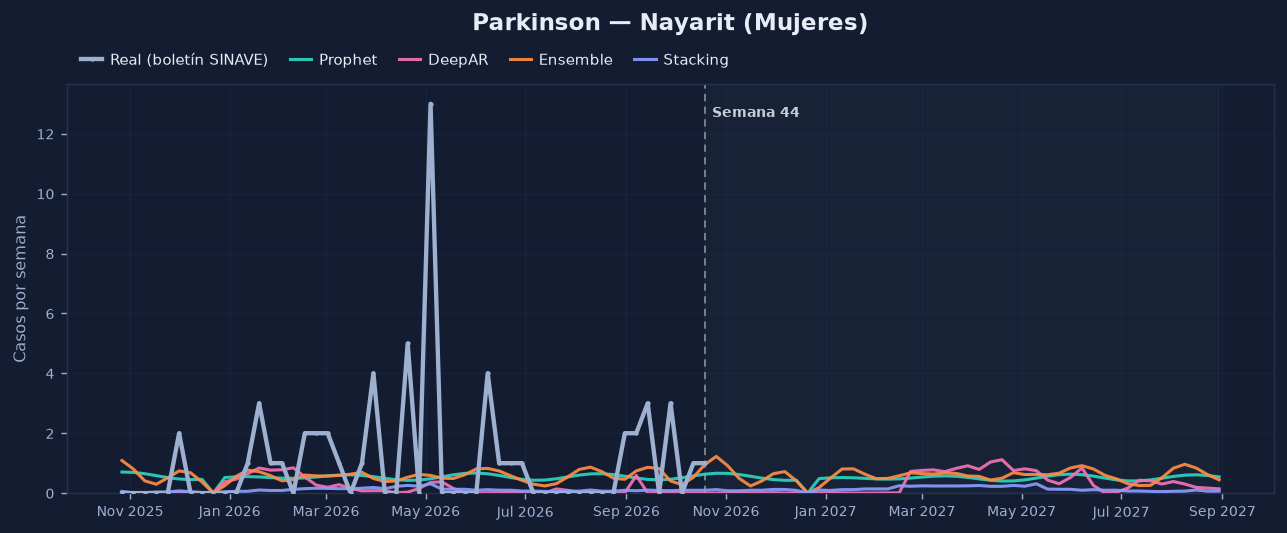 Parkinson — Nayarit (Mujeres)
Real (boletín SINAVE) Prophet DeepAR Ensemble Stacking
Semana 44
Casos por semana
12
10
8
6
4
2
0
Nov 2025 Jan 2026 Mar 2026 May 2026 Jul 2026 Sep 2026 Nov 2026 Jan 2027 Mar 2027 May 2027 Jul 2027 Sep 2027